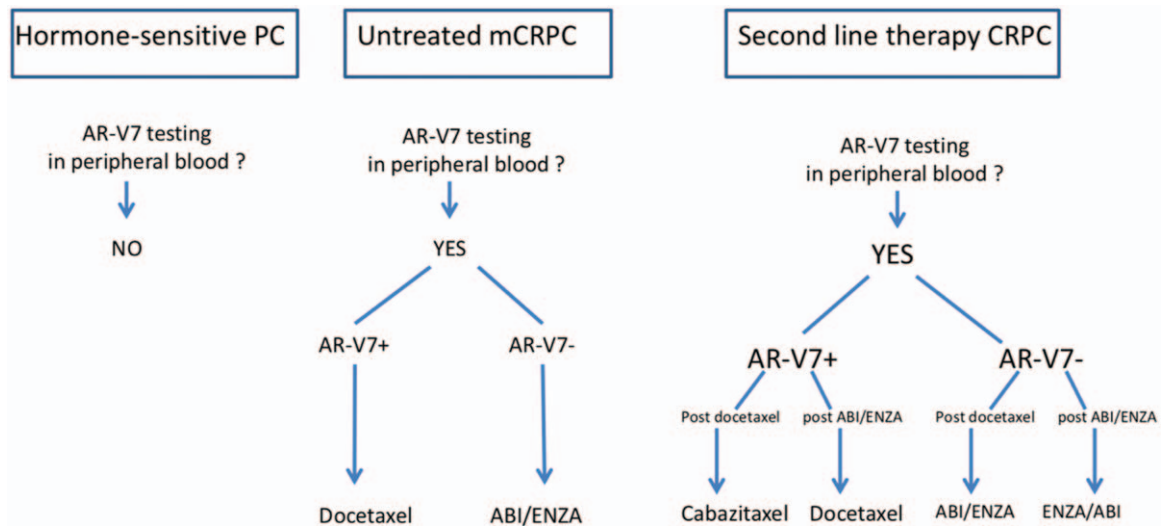 Hormone-sensitive PC
AR-V7 testing
in peripheral blood ?
NO
Untreated mCRPC
AR-V7 testing
in peripheral blood ?
YES
AR-V7+
AR-V7-
Docetaxel
ABI/ENZA
Second line therapy CRPC
AR-V7 testing
in peripheral blood ?
YES
AR-V7+
AR-V7-
Post docetaxel
post ABI/ENZA
Post docetaxel
post ABI/ENZA
Cabazitaxel
Docetaxel
ABI/ENZA
ENZA/ABI